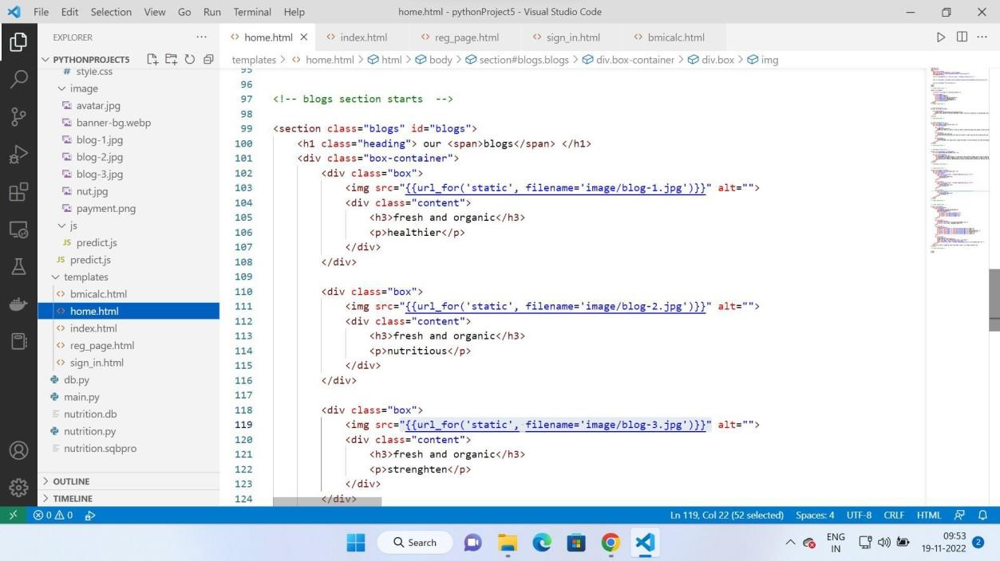 File Edit Selection View Go Run Terminal Help home.html - pythonProject5 - Visual Studio Code
EXPLORER
home.html index.html reg_page.html sign_in.html bmicalc.html
PYTHONPROJECT5
templates > home.html > html > body > section#blogs.blogs > div.box-container > div.box > img
# style.css
image
avatar.jpg
banner-bg.webp
blog-1.jpg
blog-2.jpg
blog-3.jpg
nut.jpg
payment.png
js
JS predict.js
JS predict.js
templates
bmicalc.html
home.html
index.html
reg_page.html
sign_in.html
db.py
main.py
nutrition.db
nutrition.py
nutrition.sqbpro
OUTLINE
TIMELINE
95
96
97 <!-- blogs section starts  -->
98
99 <section class="blogs" id="blogs">
100 <h1 class="heading"> our <span>blogs</span> </h1>
101 <div class="box-container">
102 <div class="box">
103 <img src="{{url_for('static', filename='image/blog-1.jpg')}}" alt="">
104 <div class="content">
105 <h3>fresh and organic</h3>
106 <p>healthier</p>
107 </div>
108 </div>
109
110 <div class="box">
111 <img src="{{url_for('static', filename='image/blog-2.jpg')}}" alt="">
112 <div class="content">
113 <h3>fresh and organic</h3>
114 <p>nutritious</p>
115 </div>
116 </div>
117
118 <div class="box">
119 <img src="{{url_for('static', filename='image/blog-3.jpg')}}" alt="">
120 <div class="content">
121 <h3>fresh and organic</h3>
122 <p>strenghten</p>
123 </div>
124 </div>
0 0 Ln 119, Col 22 (52 selected) Spaces: 4 UTF-8 CRLF HTML
Search
ENG
IN
09:53
19-11-2022
2